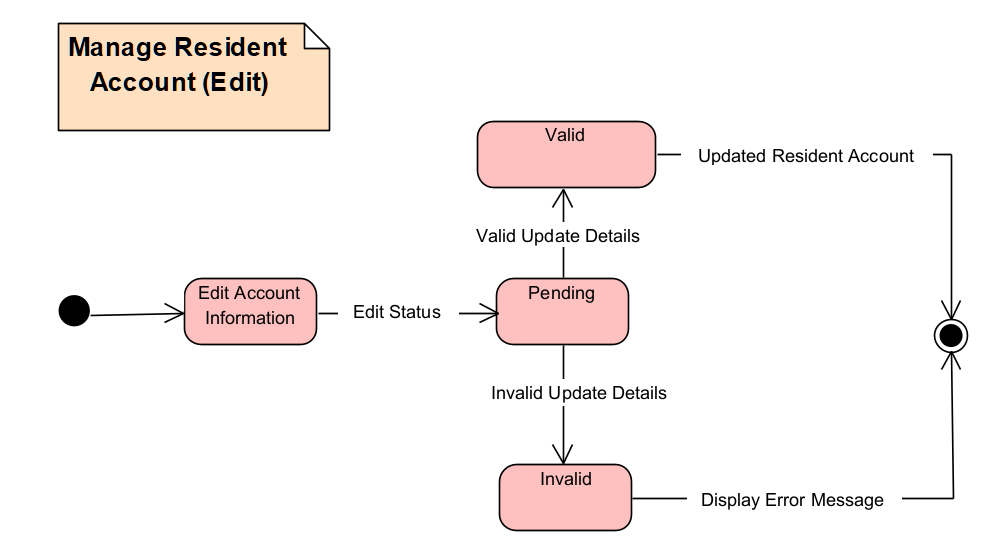 Manage Resident
Account (Edit)
Valid
Updated Resident Account
Valid Update Details
Edit Account
Information
Edit Status
Pending
Invalid Update Details
Invalid
Display Error Message